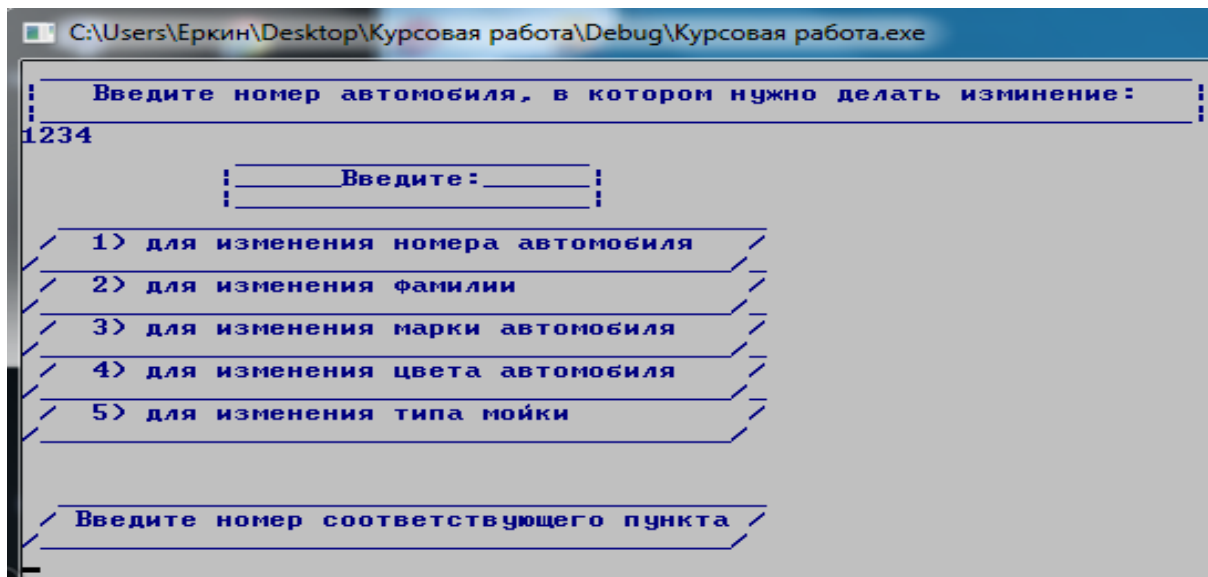 C:\Users\Еркин\Desktop\Курсовая работа\Debug\Курсовая работа.exe
Введите номер автомобиля, в котором нужно делать изминение:
1234
Введите:
1) для изменения номера автомобиля
2) для изменения фамилии
3) для изменения марки автомобиля
4) для изменения цвета автомобиля
5) для изменения типа мойки
Введите номер соответствующего пункта